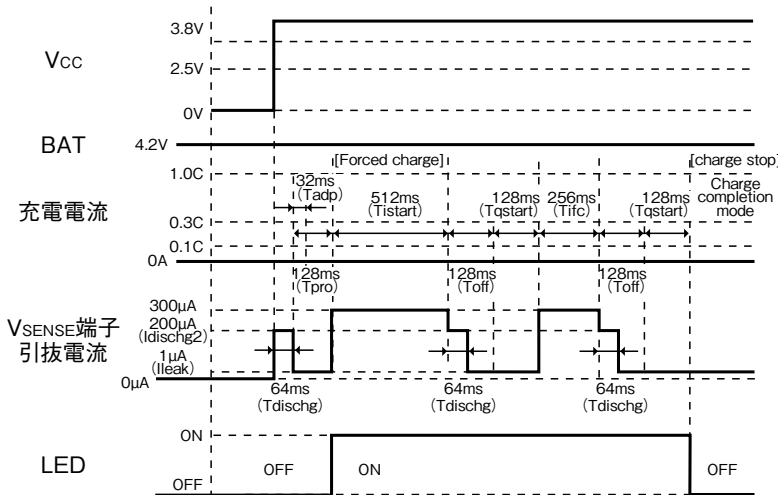 3.8V
VCC
2.5V
0V
BAT
4.2V
[Forced charge]
[charge stop]
1.0C
32ms
(Tadp)
512ms
(Tistart)
128ms
(Tqstart)
256ms
(Tifc)
128ms
(Tqstart)
Charge
completion
mode
充電電流
0.3C
0.1C
0A
128ms
(Tpro)
128ms
(Toff)
128ms
(Toff)
300μA
200μA
(Idischg2)
VSENSE端子
引抜電流
1μA
(Ileak)
0μA
64ms
(Tdischg)
64ms
(Tdischg)
64ms
(Tdischg)
ON
LED
OFF
OFF
ON
OFF